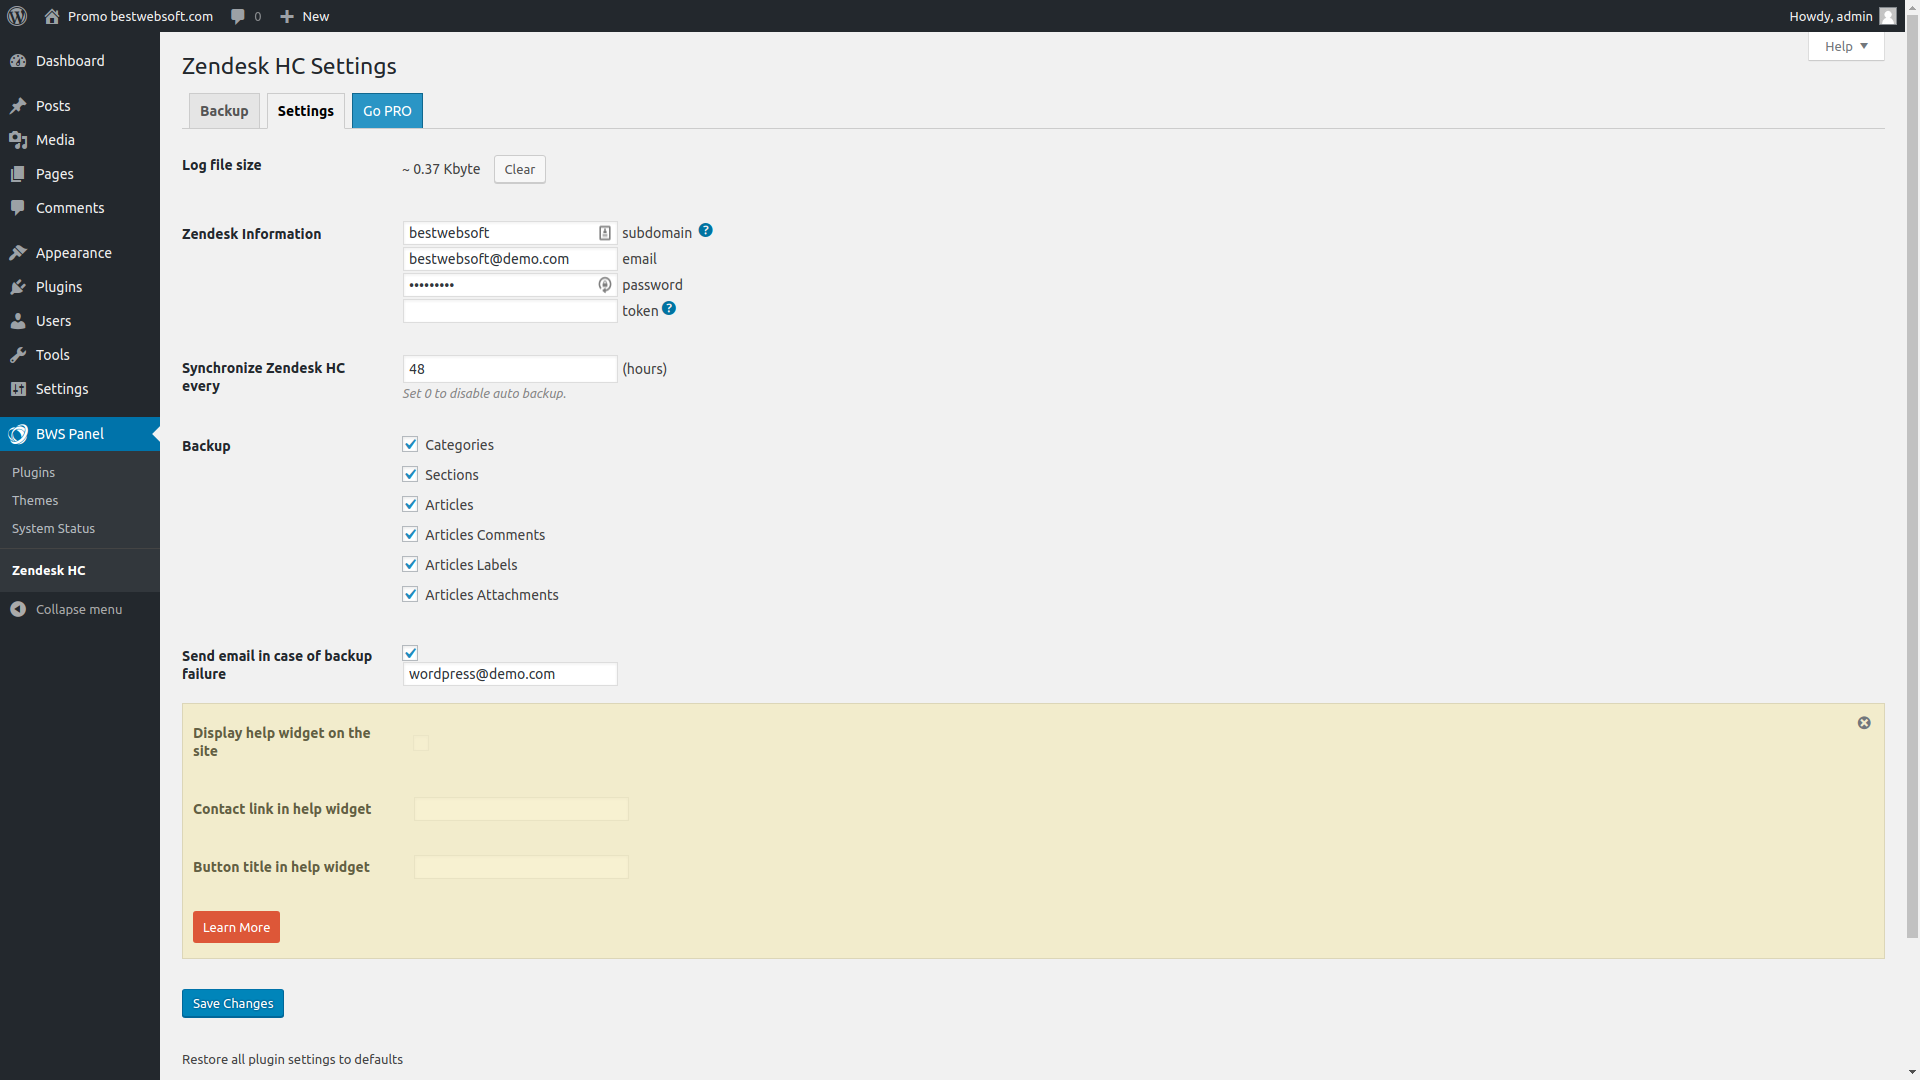 Promo bestwebsoft.com
0
New
Howdy, admin
Help
Dashboard
Posts
Media
Pages
Comments
Appearance
Plugins
Users
Tools
Settings
BWS Panel
Plugins
Themes
System Status
Zendesk HC
Collapse menu
Zendesk HC Settings
Backup
Settings
Go PRO
Log file size
~ 0.37 Kbyte
Clear
Zendesk Information
bestwebsoft
subdomain ?
bestwebsoft@demo.com
email
•••••••••
password
token ?
Synchronize Zendesk HC
every
48
(hours)
Set 0 to disable auto backup.
Backup
Categories
Sections
Articles
Articles Comments
Articles Labels
Articles Attachments
Send email in case of backup
failure
wordpress@demo.com
Display help widget on the
site
Contact link in help widget
Button title in help widget
Learn More
Save Changes
Restore all plugin settings to defaults